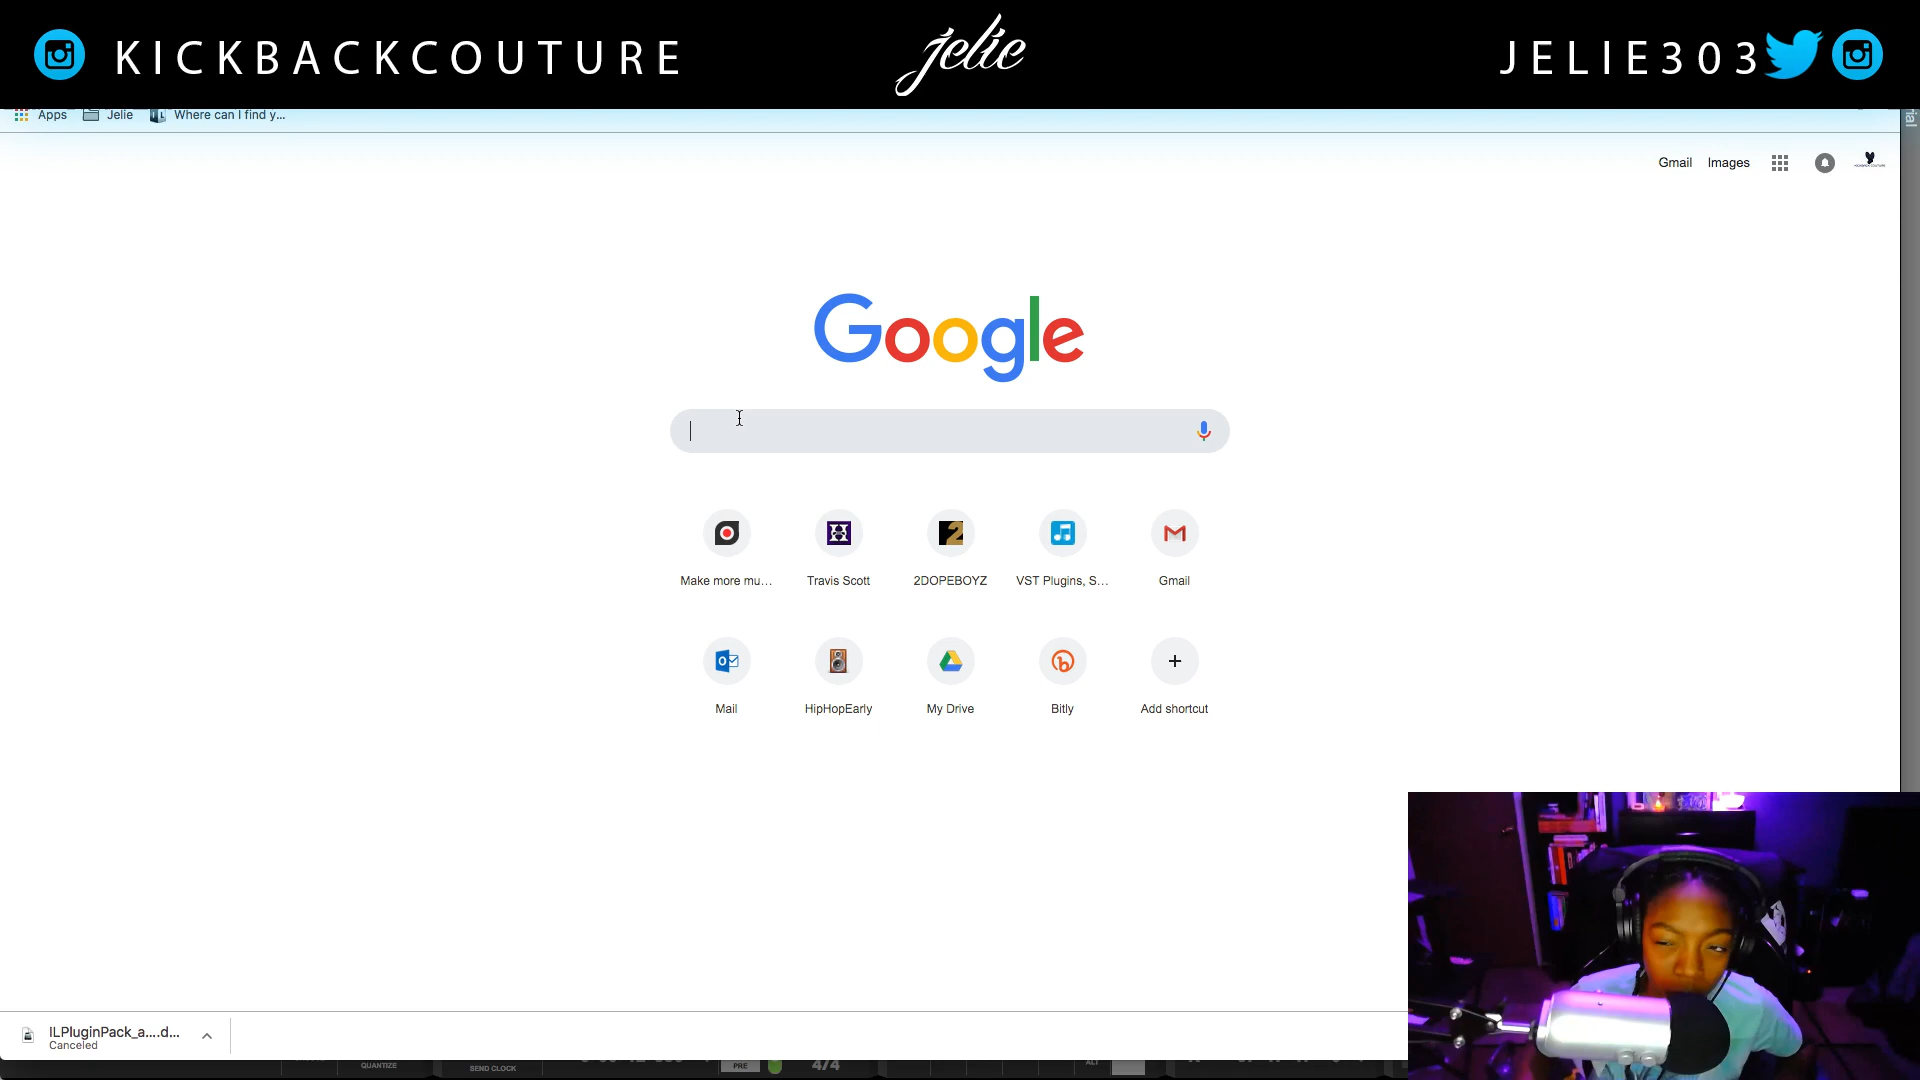 KICKBACKCOUTURE
jelie
JELIE303
Apps
Jelie
Where can I find y...
Gmail
Images
Google
Make more mu...
Travis Scott
2DOPEBOYZ
VST Plugins, S...
Gmail
Mail
HipHopEarly
My Drive
Bitly
Add shortcut
ILPluginPack_a....d...
Canceled
QUANTIZE
SEND CLOCK
PRE
4/4
ALT